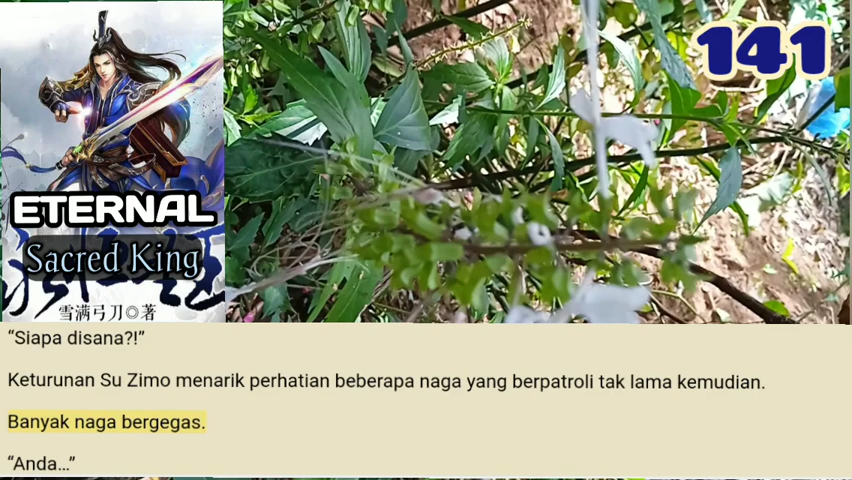 141
ETERNAL
Sacred King
雪满弓刀◎著
“Siapa disana?!”
Keturunan Su Zimo menarik perhatian beberapa naga yang berpatroli tak lama kemudian.
Banyak naga bergegas.
“Anda…”